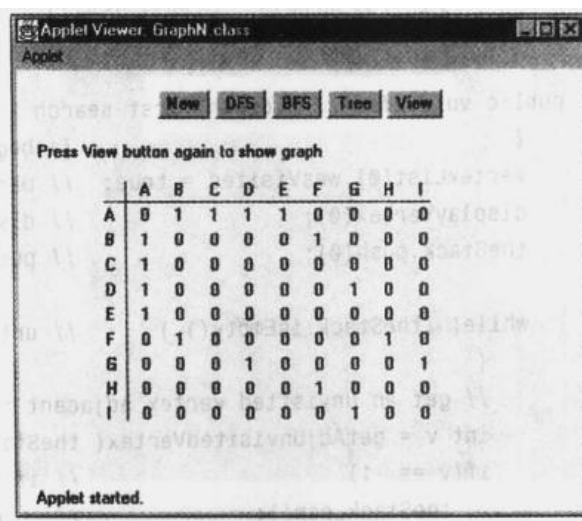 Applet Viewer: GraphN.class
Applet
New DFS BFS Tree View
Press View button again to show graph
A B C D E F G H I
A 0 1 1 1 1 0 0 0 0
B 1 0 0 0 0 1 0 0 0
C 1 0 0 0 0 0 0 0 0
D 1 0 0 0 0 0 1 0 0
E 1 0 0 0 0 0 0 0 0
F 0 1 0 0 0 0 0 1 0
G 0 0 0 1 0 0 0 0 1
H 0 0 0 0 0 1 0 0 0
I 0 0 0 0 0 0 1 0 0
Applet started.